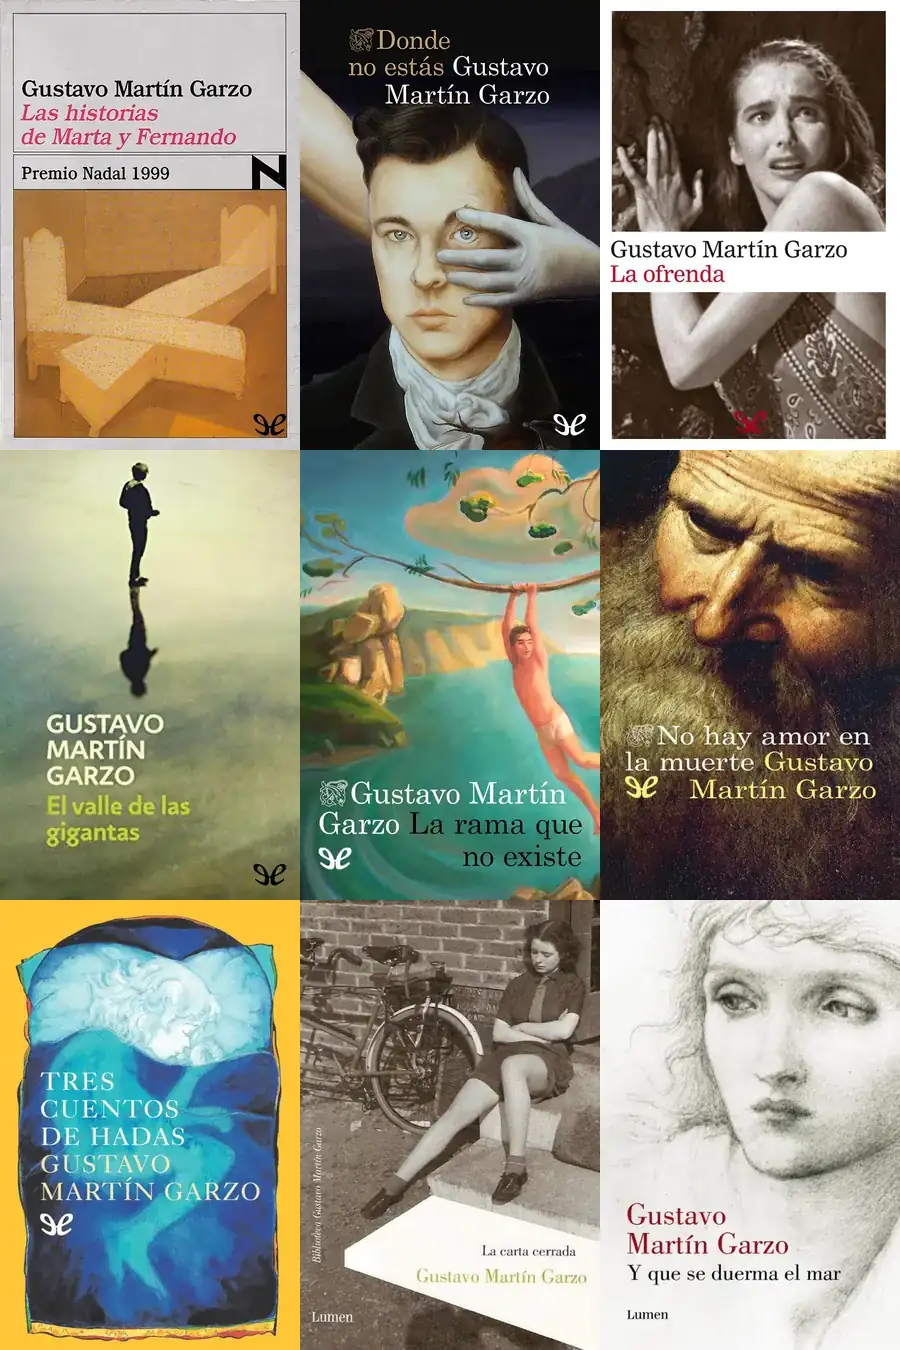 Gustavo Martín Garzo
Las historias
de Marta y Fernando
Premio Nadal 1999
N
Donde
no estás Gustavo
Martín Garzo
Gustavo Martín Garzo
La ofrenda
GUSTAVO
MARTÍN
GARZO
El valle de las
gigantas
Gustavo Martín
Garzo La rama que
no existe
No hay amor en
la muerte Gustavo
Martín Garzo
TRES
CUENTOS
DE HADAS
GUSTAVO
MARTÍN GARZO
Biblioteca Gustavo Martín Garzo
La carta cerrada
Gustavo Martín Garzo
Lumen
Gustavo
Martín Garzo
Y que se duerma el mar
Lumen